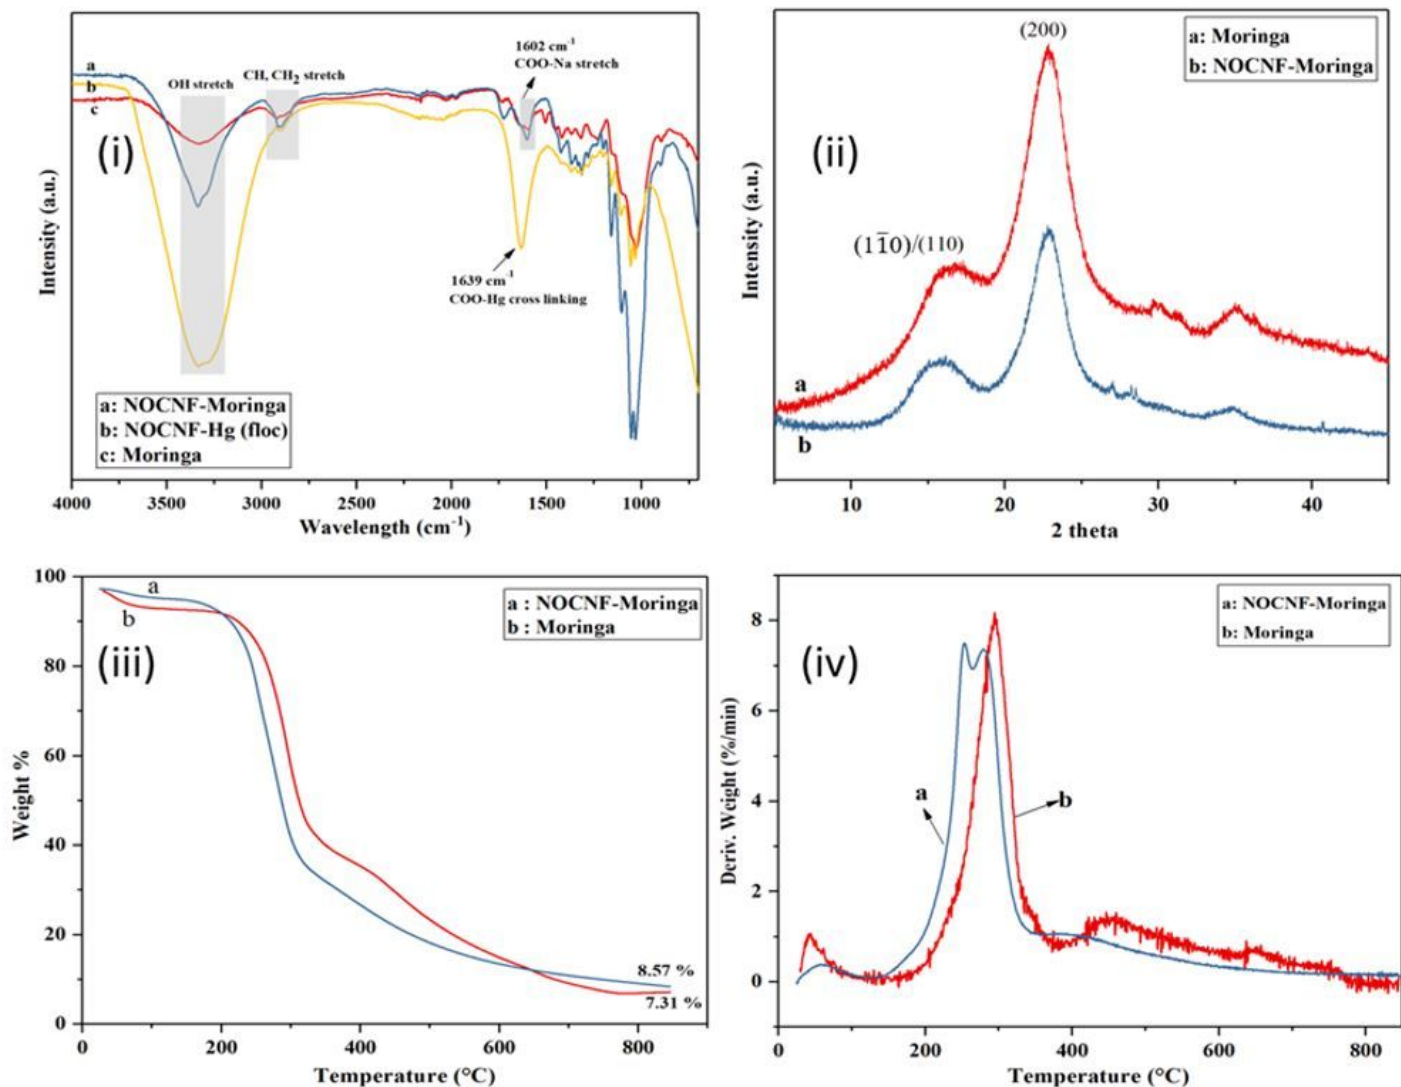 a
b
c
OH stretch
CH, CH₂ stretch
1602 cm⁻¹
COO-Na stretch
(i)
1639 cm⁻¹
COO-Hg cross linking
a: NOCNF-Moringa
b: NOCNF-Hg (floc)
c: Moringa
Intensity (a.u.)
4000 3500 3000 2500 2000 1500 1000
Wavelength (cm⁻¹)
a: Moringa
b: NOCNF-Moringa
(200)
(ii)
(11̅0)/(110)
a
b
Intensity (a.u.)
10 20 30 40
2 theta
100
80
60
40
20
0
a
b
a : NOCNF-Moringa
b : Moringa
(iii)
8.57 %
7.31 %
Weight %
0 200 400 600 800
Temperature (°C)
8
6
4
2
0
a: NOCNF-Moringa
b: Moringa
(iv)
a
b
Deriv. Weight (%/min)
0 200 400 600 800
Temperature (°C)